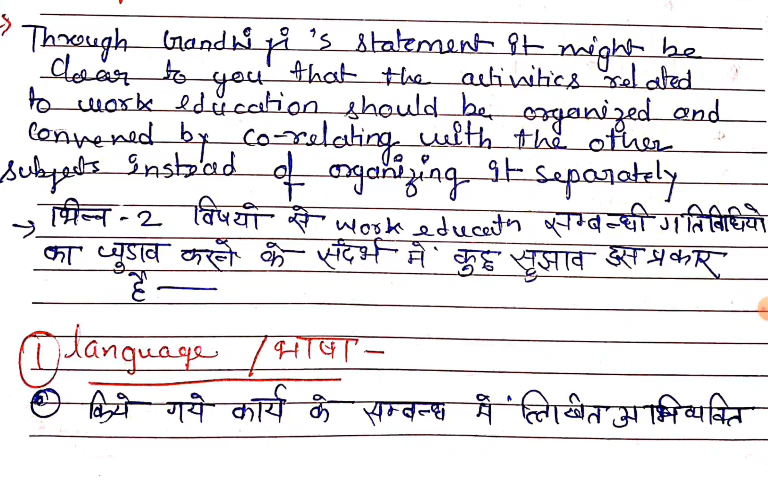 → Through Gandhi ji 's statement It might be
clear to you that the activities related
to work education should be organized and
convened by co-relating with the other
subjects instead of organizing It separately
→ भिन्न-2 विषयो से work educatn सम्बन्धी गतिविधियो
का जुडाव करने के संदर्भ मे कुछ सुझाव इस प्रकार
है —
① language / भाषा -
किये गये कार्य के सम्बन्ध में लिखित अभिव्यक्ति